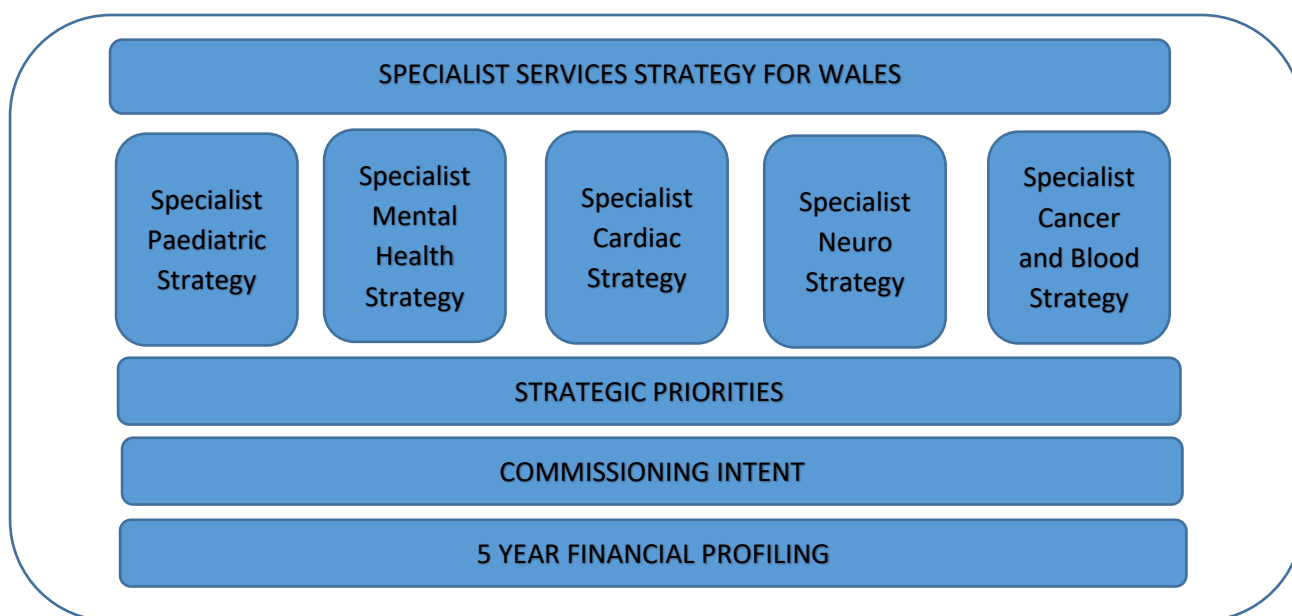 SPECIALIST SERVICES STRATEGY FOR WALES
Specialist
Paediatric
Strategy
Specialist
Mental
Health
Strategy
Specialist
Cardiac
Strategy
Specialist
Neuro
Strategy
Specialist
Cancer
and Blood
Strategy
STRATEGIC PRIORITIES
COMMISSIONING INTENT
5 YEAR FINANCIAL PROFILING